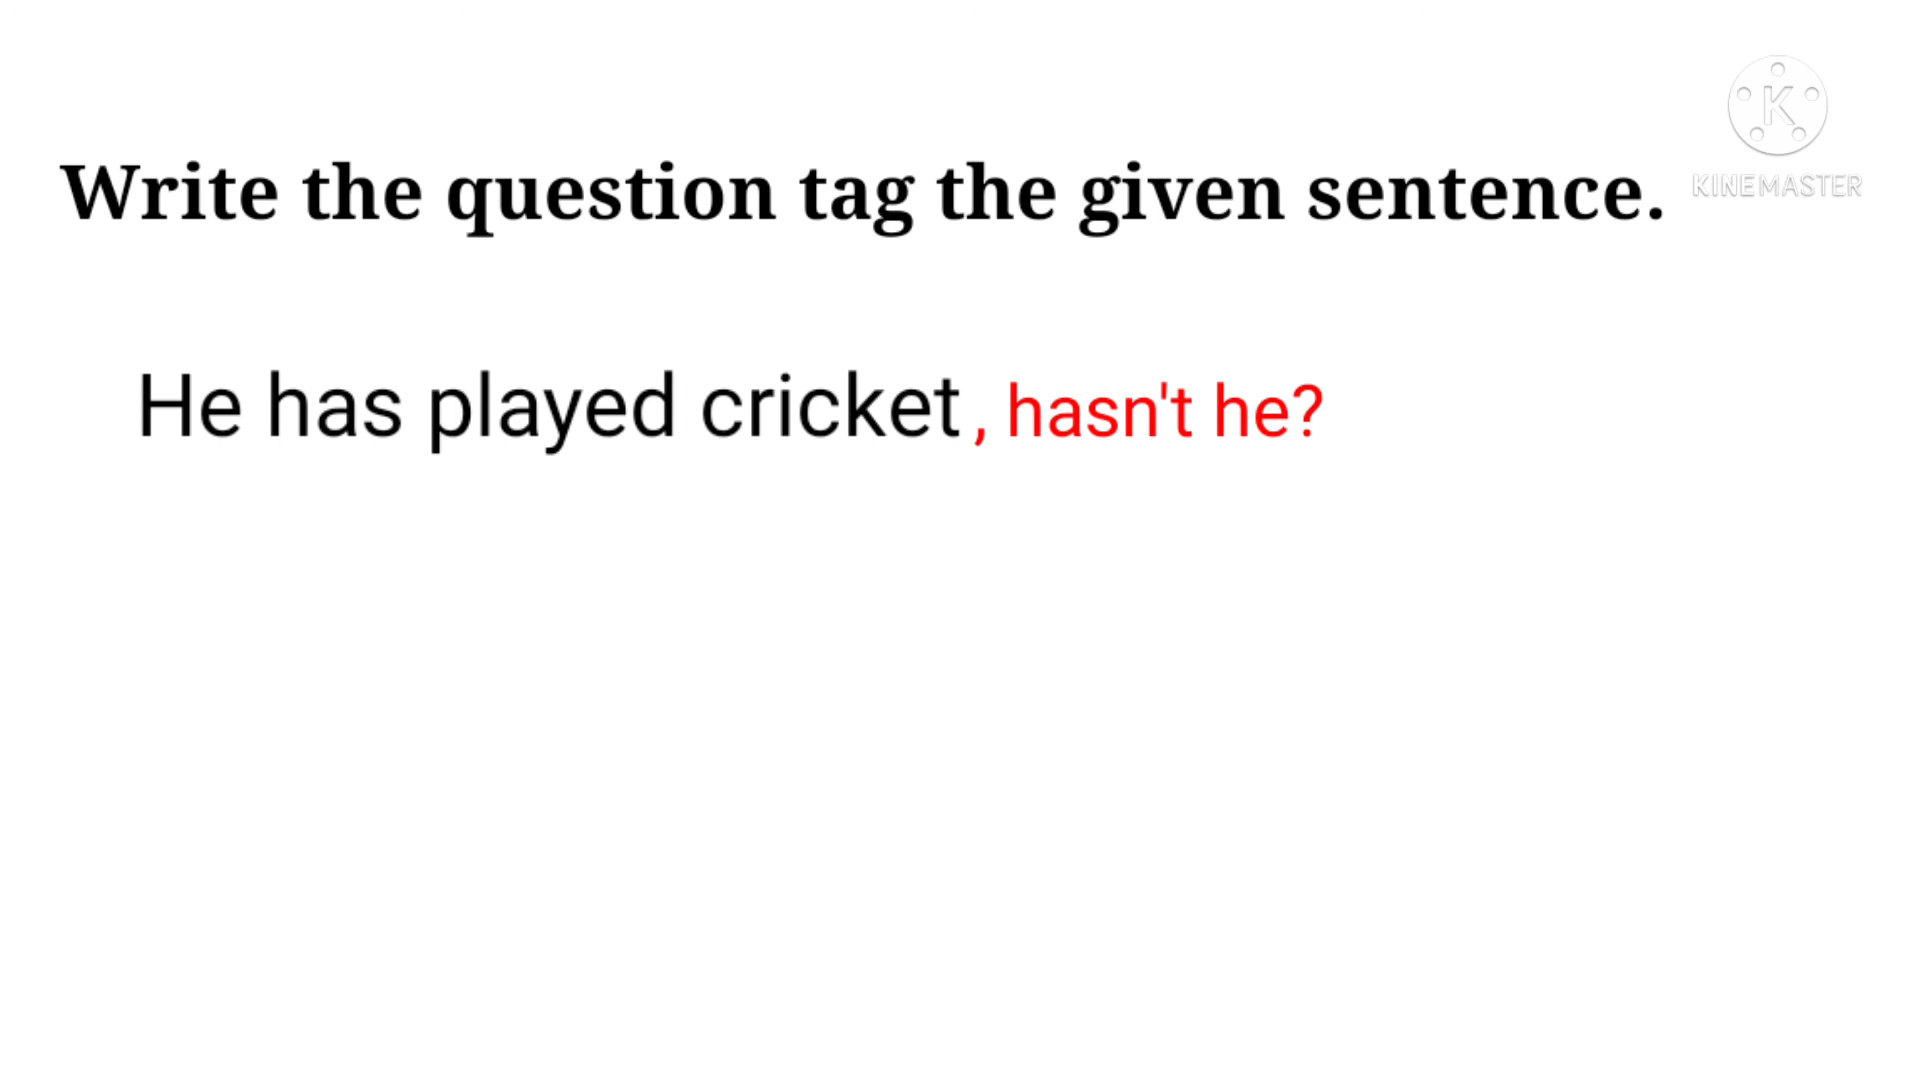 K
KINEMASTER
Write the question tag the given sentence.
He has played cricket, hasn't he?